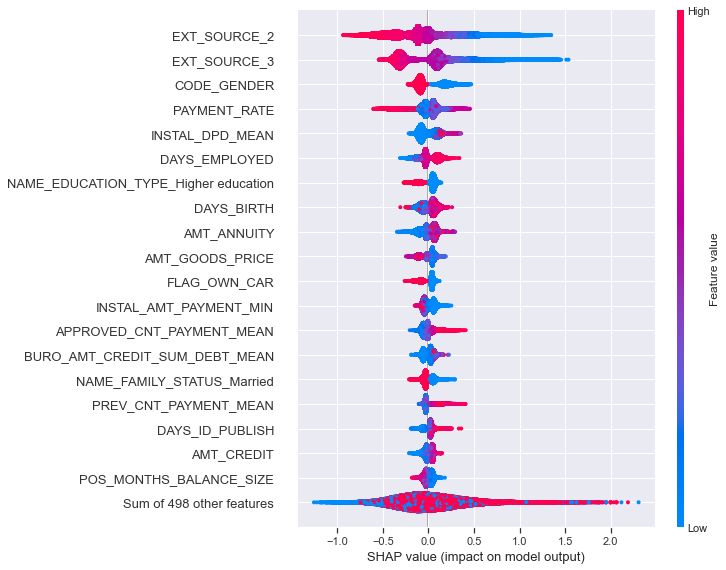 High
EXT_SOURCE_2
EXT_SOURCE_3
CODE_GENDER
PAYMENT_RATE
INSTAL_DPD_MEAN
DAYS_EMPLOYED
NAME_EDUCATION_TYPE_Higher education
DAYS_BIRTH
AMT_ANNUITY
AMT_GOODS_PRICE
FLAG_OWN_CAR
INSTAL_AMT_PAYMENT_MIN
APPROVED_CNT_PAYMENT_MEAN
BURO_AMT_CREDIT_SUM_DEBT_MEAN
NAME_FAMILY_STATUS_Married
PREV_CNT_PAYMENT_MEAN
DAYS_ID_PUBLISH
AMT_CREDIT
POS_MONTHS_BALANCE_SIZE
Sum of 498 other features
Feature value
Low
−1.0 −0.5 0.0 0.5 1.0 1.5 2.0
SHAP value (impact on model output)